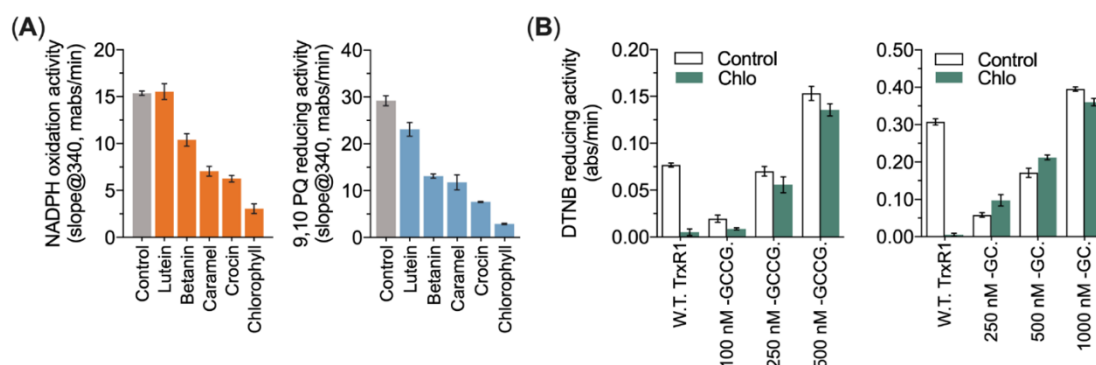 (A)
NADPH oxidation activity
(slope@340, mabs/min)
20
15
10
5
0
Control
Lutein
Betanin
Caramel
Crocin
Chlorophyll
9,10 PQ reducing activity
(slope@340, mabs/min)
40
30
20
10
0
Control
Lutein
Betanin
Caramel
Crocin
Chlorophyll
(B)
DTNB reducing activity
(abs/min)
0.20
0.15
0.10
0.05
0.00
Control
Chlo
W.T. TrxR1
100 nM -GCCG.
250 nM -GCCG.
500 nM -GCCG.
0.50
0.40
0.30
0.20
0.10
0.00
Control
Chlo
W.T. TrxR1
250 nM -GC.
500 nM -GC.
1000 nM -GC.